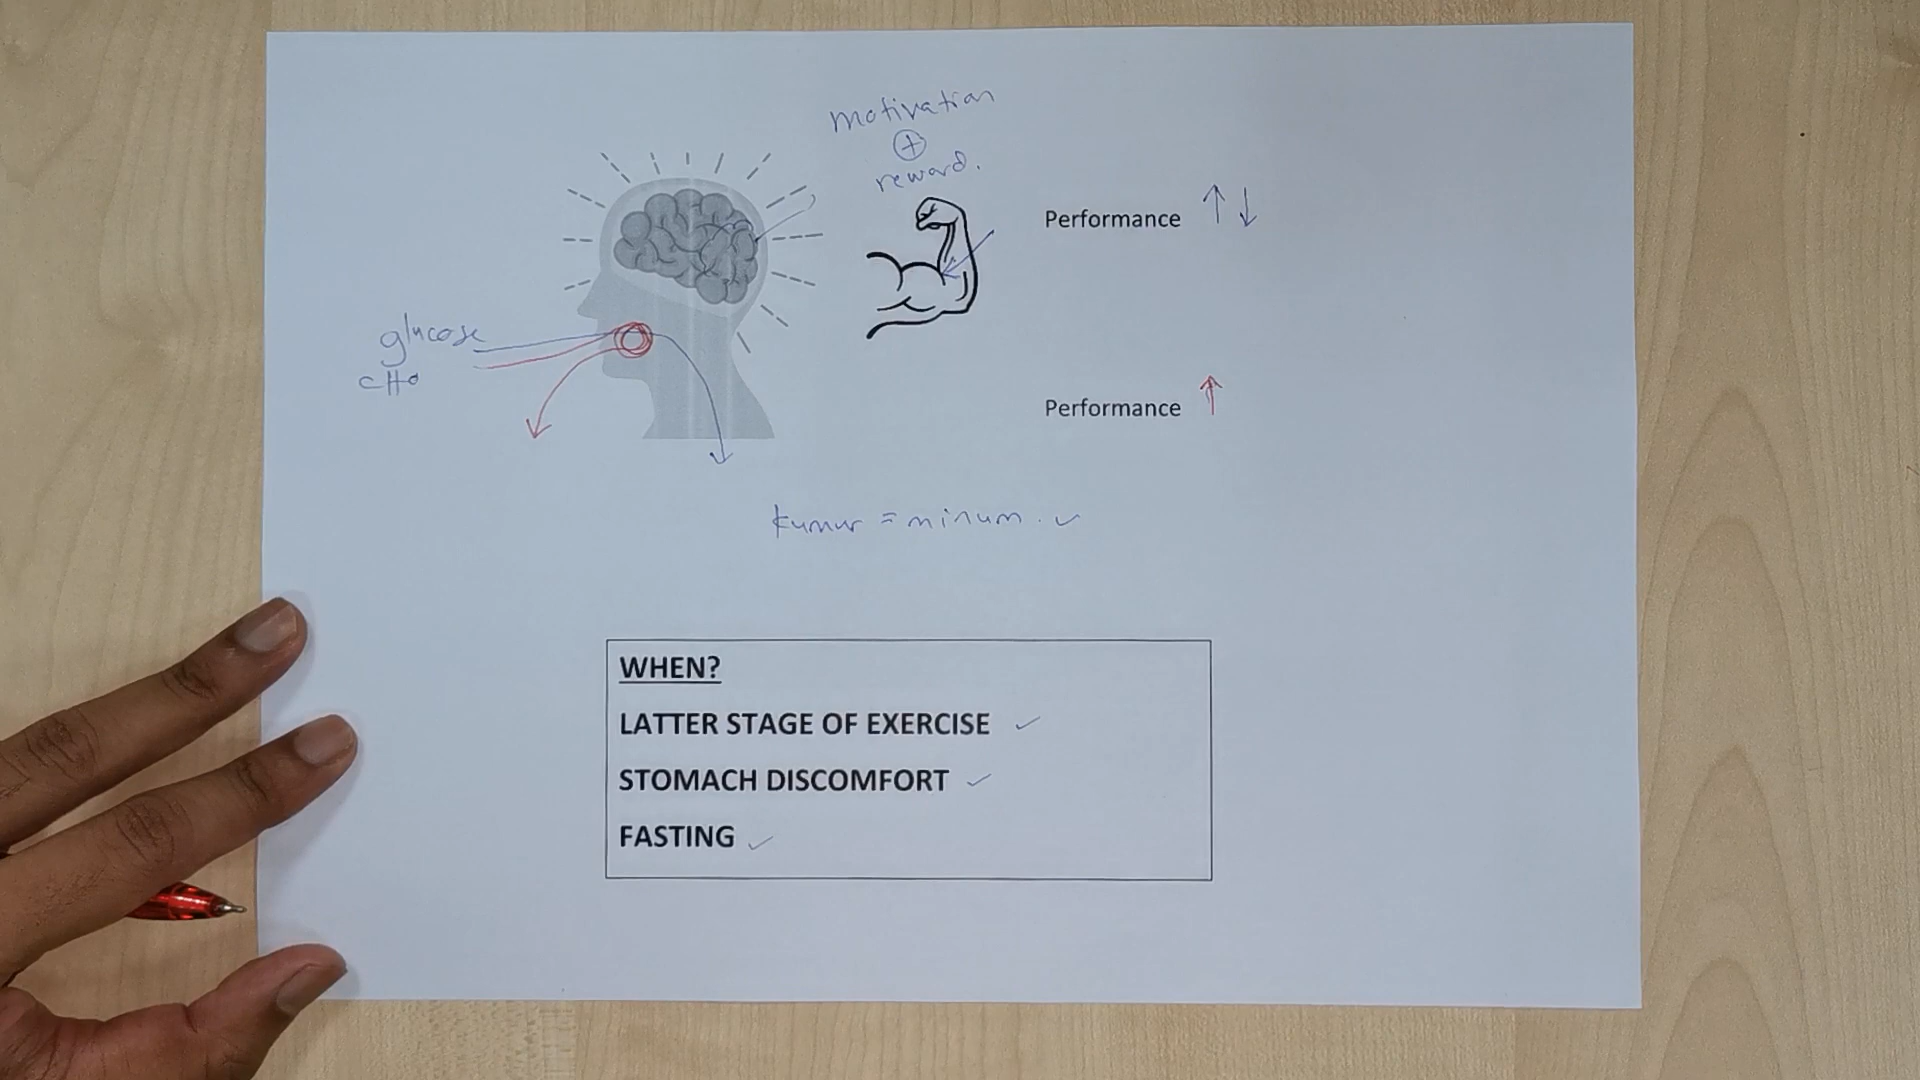 motivation
+
reward.
Performance ↑ ↓
glucose
CHO
Performance ↑
kumur = minum. ✓
WHEN?
LATTER STAGE OF EXERCISE ✓
STOMACH DISCOMFORT ✓
FASTING ✓